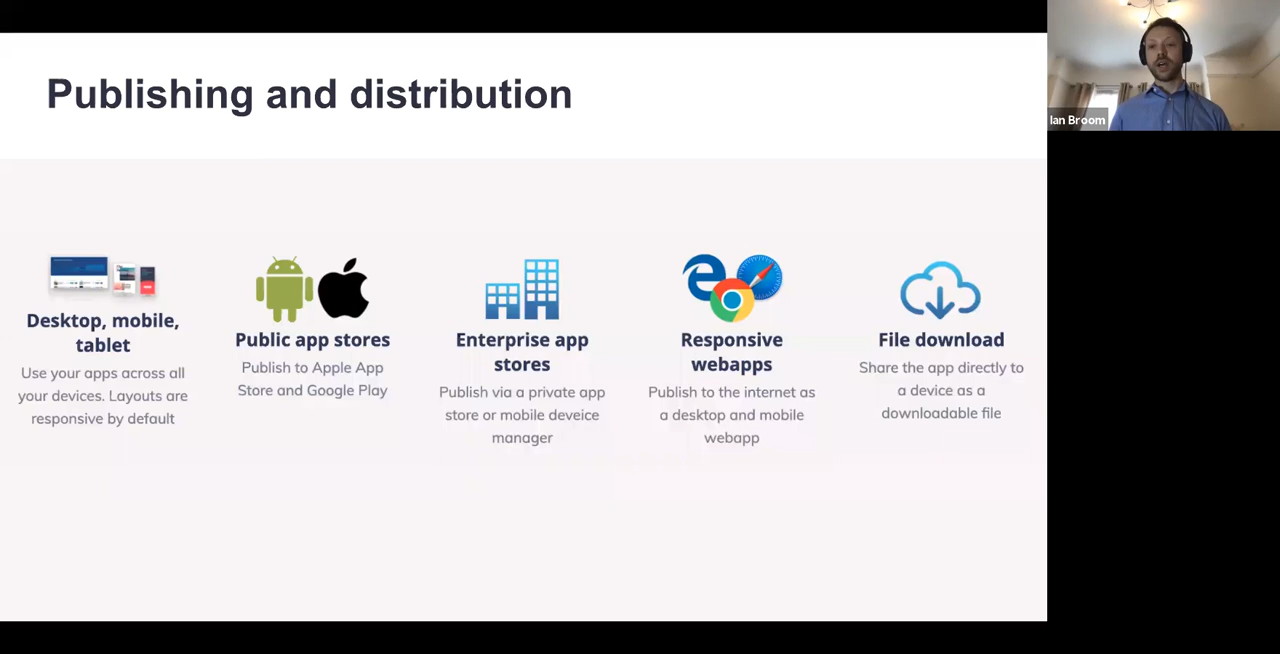 Publishing and distribution
Ian Broom
Desktop, mobile,
tablet
Use your apps across all
your devices. Layouts are
responsive by default
Public app stores
Publish to Apple App
Store and Google Play
Enterprise app
stores
Publish via a private app
store or mobile deveice
manager
Responsive
webapps
Publish to the internet as
a desktop and mobile
webapp
File download
Share the app directly to
a device as a
downloadable file